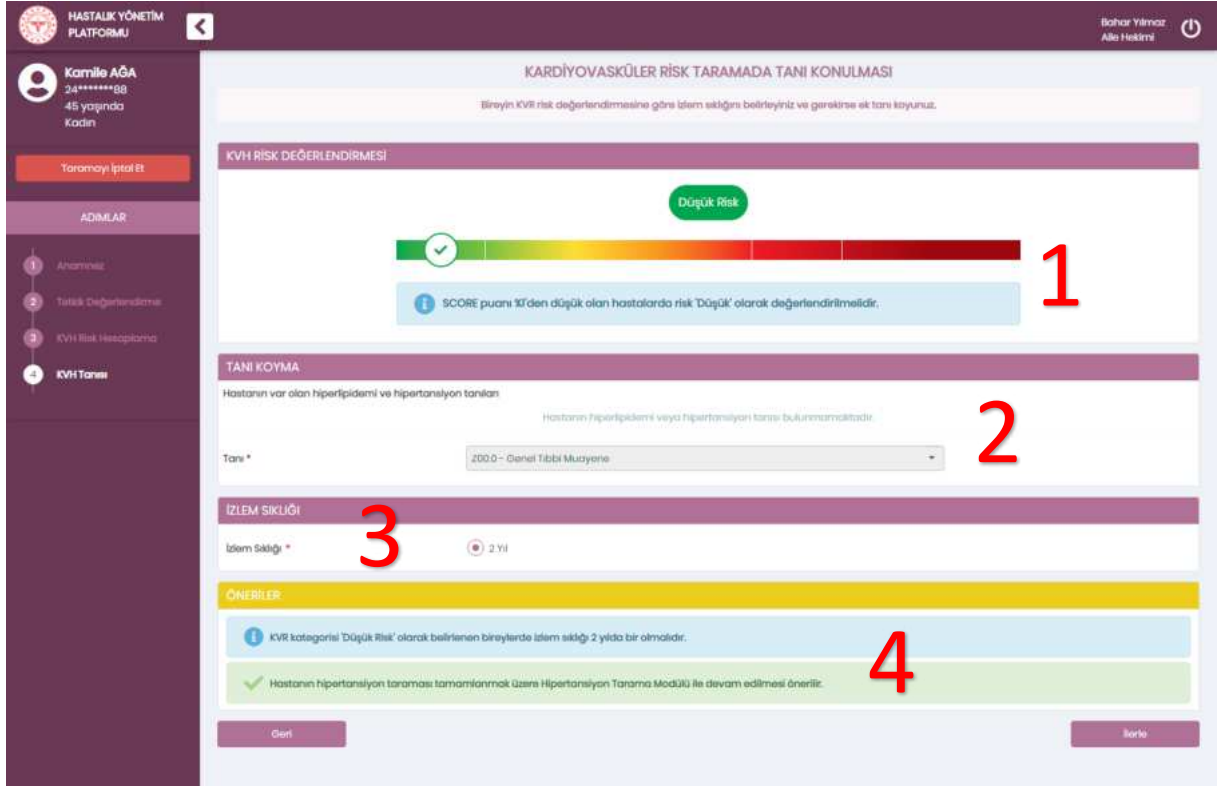 HASTALIK YÖNETİM
PLATFORMU
Bahar Yılmaz
Aile Hekimi
Kamile AĞA
24*******88
45 yaşında
Kadın
Taramayı İptal Et
ADIMLAR
1 Anamnez
2 Tetkik Değerlendirme
3 KVH Risk Hesaplama
4 KVH Tanısı
KARDİYOVASKÜLER RİSK TARAMADA TANI KONULMASI
Bireyin KVR risk değerlendirmesine göre izlem sıklığını belirleyiniz ve gerekirse ek tanı koyunuz.
KVH RİSK DEĞERLENDİRMESİ
Düşük Risk
1
SCORE puanı %1'den düşük olan hastalarda risk 'Düşük' olarak değerlendirilmelidir.
TANI KOYMA
Hastanın var olan hiperlipidemi ve hipertansiyon tanıları
Hastanın hiperlipidemi veya hipertansiyon tanısı bulunmamaktadır.
2
Tanı *
Z00.0 - Genel Tıbbi Muayene
İZLEM SIKLIĞI
3
İzlem Sıklığı *
2 Yıl
ÖNERİLER
KVR kategorisi 'Düşük Risk' olarak belirlenen bireylerde izlem sıklığı 2 yılda bir olmalıdır.
4
Hastanın hipertansiyon taraması tamamlanmak üzere Hipertansiyon Tarama Modülü ile devam edilmesi önerilir.
Geri
İlerle